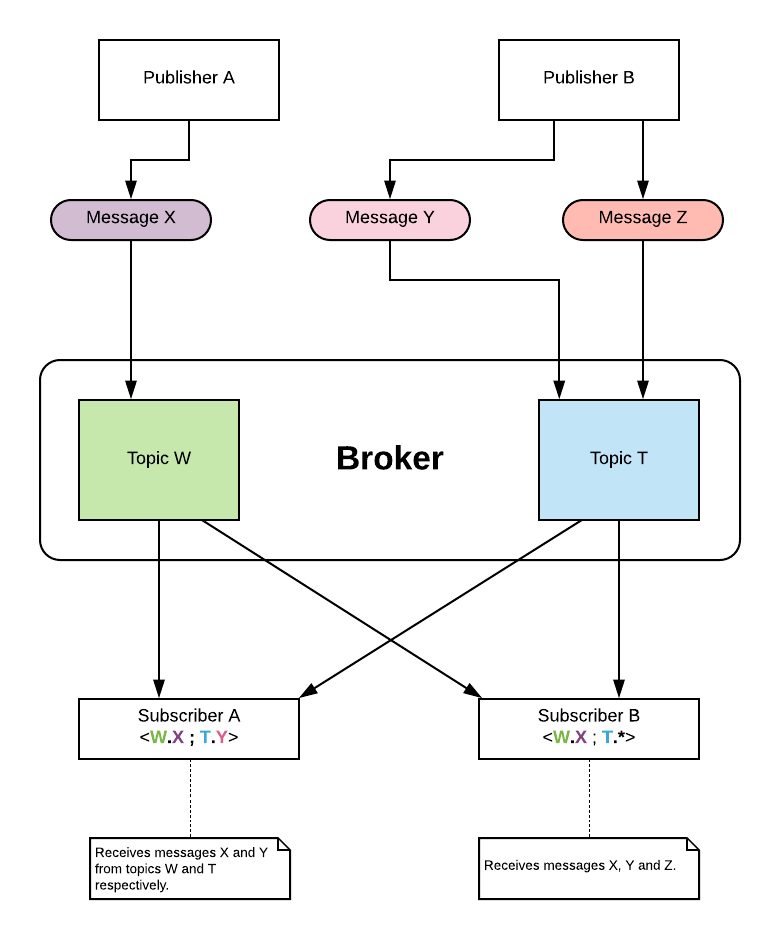 Publisher A
Publisher B
Message X
Message Y
Message Z
Topic W
Broker
Topic T
Subscriber A
<W.X ; T.Y>
Subscriber B
<W.X ; T.*>
Receives messages X and Y
from topics W and T
respectively.
Receives messages X, Y and Z.